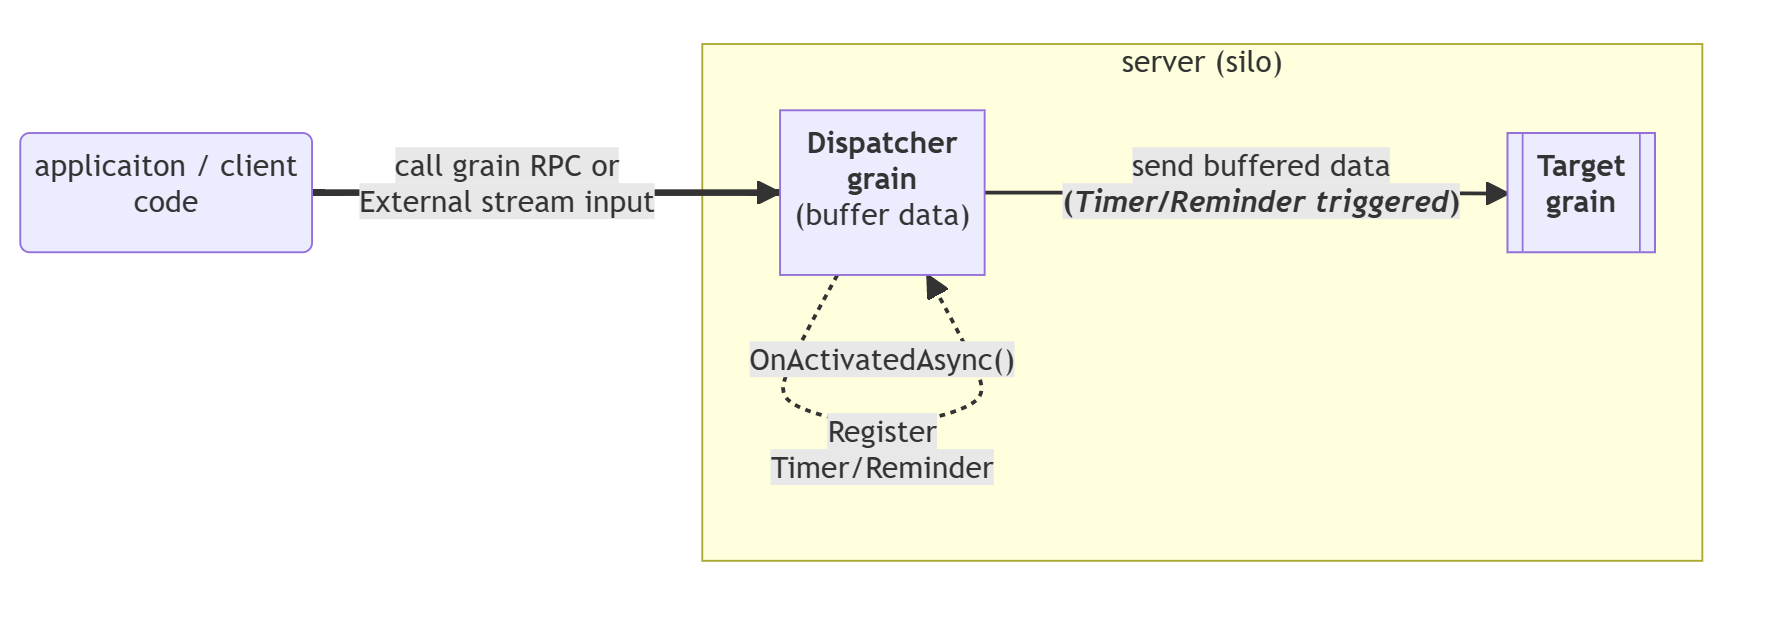 server (silo)
applicaiton / client
code
call grain RPC or
External stream input
Dispatcher
grain
(buffer data)
send buffered data
(Timer/Reminder triggered)
Target
grain
OnActivatedAsync()
Register
Timer/Reminder